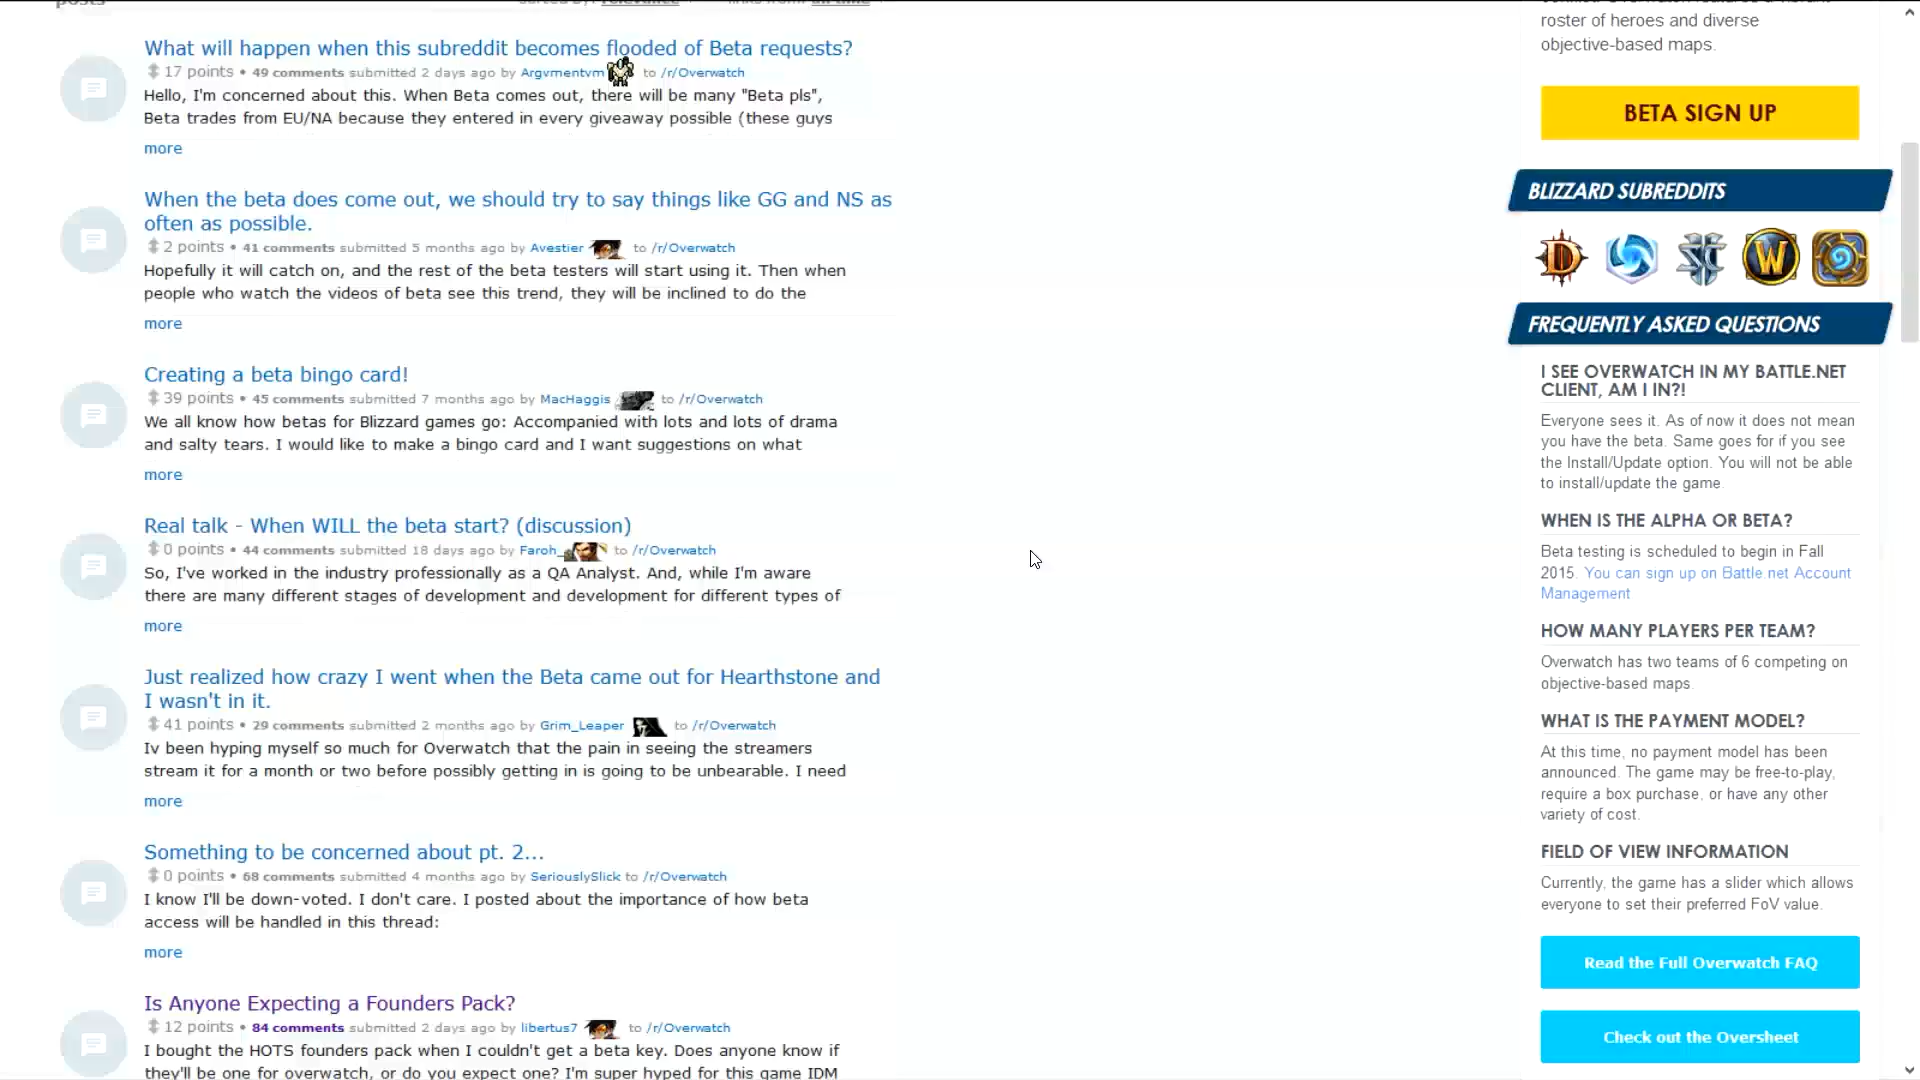 What will happen when this subreddit becomes flooded of Beta requests?
17 points • 49 comments submitted 2 days ago by Argvmentvm to /r/Overwatch
Hello, I'm concerned about this. When Beta comes out, there will be many "Beta pls",
Beta trades from EU/NA because they entered in every giveaway possible (these guys
more
When the beta does come out, we should try to say things like GG and NS as
often as possible.
2 points • 41 comments submitted 5 months ago by Avestier to /r/Overwatch
Hopefully it will catch on, and the rest of the beta testers will start using it. Then when
people who watch the videos of beta see this trend, they will be inclined to do the
more
Creating a beta bingo card!
39 points • 45 comments submitted 7 months ago by MacHaggis to /r/Overwatch
We all know how betas for Blizzard games go: Accompanied with lots and lots of drama
and salty tears. I would like to make a bingo card and I want suggestions on what
more
Real talk - When WILL the beta start? (discussion)
0 points • 44 comments submitted 18 days ago by Faroh_ to /r/Overwatch
So, I've worked in the industry professionally as a QA Analyst. And, while I'm aware
there are many different stages of development and development for different types of
more
Just realized how crazy I went when the Beta came out for Hearthstone and
I wasn't in it.
41 points • 29 comments submitted 2 months ago by Grim_Leaper to /r/Overwatch
Iv been hyping myself so much for Overwatch that the pain in seeing the streamers
stream it for a month or two before possibly getting in is going to be unbearable. I need
more
Something to be concerned about pt. 2...
0 points • 68 comments submitted 4 months ago by SeriouslySlick to /r/Overwatch
I know I'll be down-voted. I don't care. I posted about the importance of how beta
access will be handled in this thread:
more
Is Anyone Expecting a Founders Pack?
12 points • 84 comments submitted 2 days ago by libertus7 to /r/Overwatch
I bought the HOTS founders pack when I couldn't get a beta key. Does anyone know if
they'll be one for overwatch, or do you expect one? I'm super hyped for this game IDM
roster of heroes and diverse
objective-based maps.
BETA SIGN UP
BLIZZARD SUBREDDITS
FREQUENTLY ASKED QUESTIONS
I SEE OVERWATCH IN MY BATTLE.NET
CLIENT, AM I IN?!
Everyone sees it. As of now it does not mean
you have the beta. Same goes for if you see
the Install/Update option. You will not be able
to install/update the game.
WHEN IS THE ALPHA OR BETA?
Beta testing is scheduled to begin in Fall
2015. You can sign up on Battle.net Account
Management
HOW MANY PLAYERS PER TEAM?
Overwatch has two teams of 6 competing on
objective-based maps.
WHAT IS THE PAYMENT MODEL?
At this time, no payment model has been
announced. The game may be free-to-play,
require a box purchase, or have any other
variety of cost.
FIELD OF VIEW INFORMATION
Currently, the game has a slider which allows
everyone to set their preferred FoV value.
Read the Full Overwatch FAQ
Check out the Oversheet